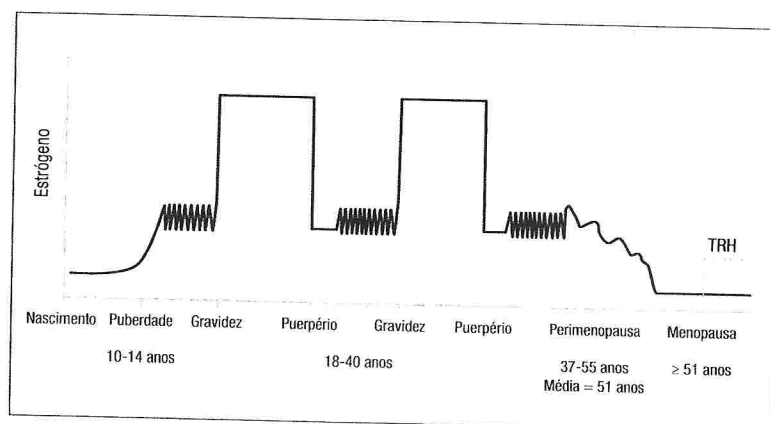 Estrógeno
TRH
Nascimento Puberdade Gravidez Puerpério Gravidez Puerpério Perimenopausa Menopausa
10-14 anos 18-40 anos 37-55 anos ≥ 51 anos
Média = 51 anos